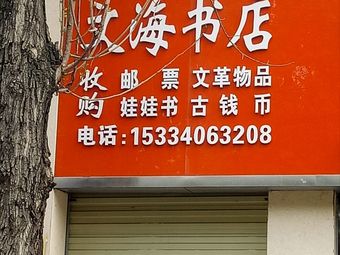 文海书店
收购 邮票 文革物品
娃娃书 古钱币
电话:15334063208